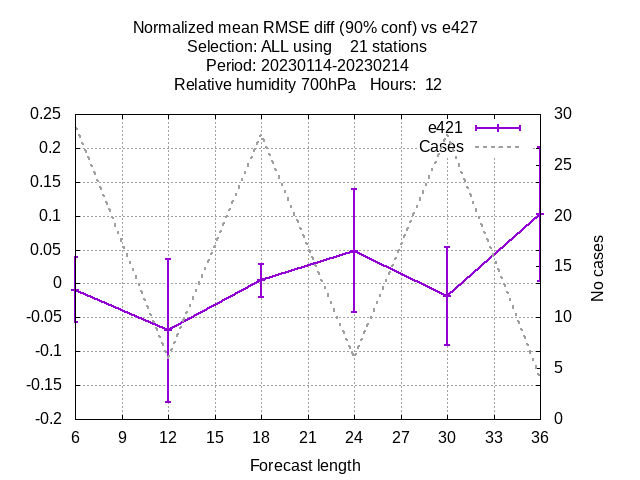 Normalized mean RMSE diff (90% conf) vs e427
Selection: ALL using    21 stations
Period: 20230114-20230214
Relative humidity 700hPa   Hours:  12
e421
Cases
0.25
0.2
0.15
0.1
0.05
0
-0.05
-0.1
-0.15
-0.2
30
25
20
15
10
5
0
No cases
6 9 12 15 18 21 24 27 30 33 36
Forecast length